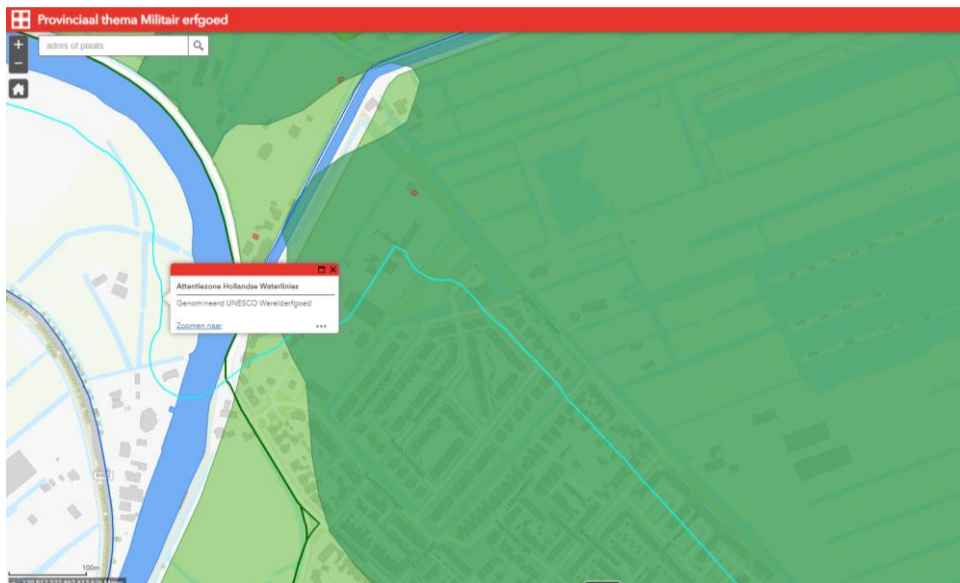 Provinciaal thema Militair erfgoed
+
adres of plaats
−
Attentiezone Hollandse Waterlinies
Genomineerd UNESCO Werelderfgoed
Zoomen naar
•••
100m